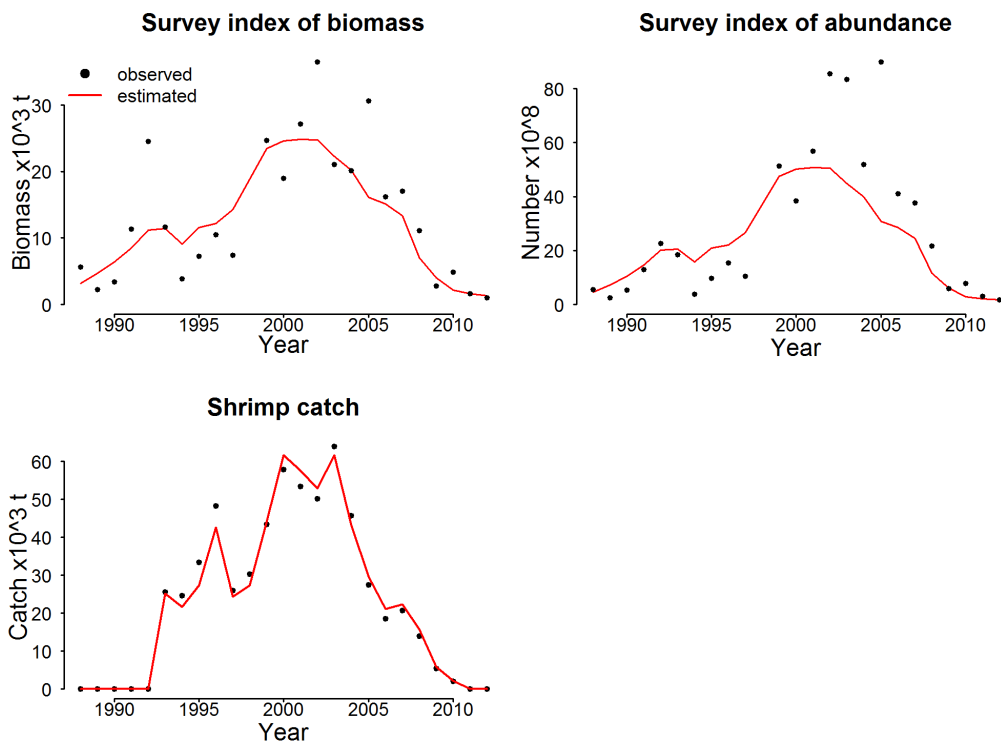 Survey index of biomass
observed
estimated
Biomass x10^3 t
0
10
20
30
1990
1995
2000
2005
2010
Year
Survey index of abundance
Number x10^8
0
20
40
60
80
1990
1995
2000
2005
2010
Year
Shrimp catch
Catch x10^3 t
0
10
20
30
40
50
60
1990
1995
2000
2005
2010
Year